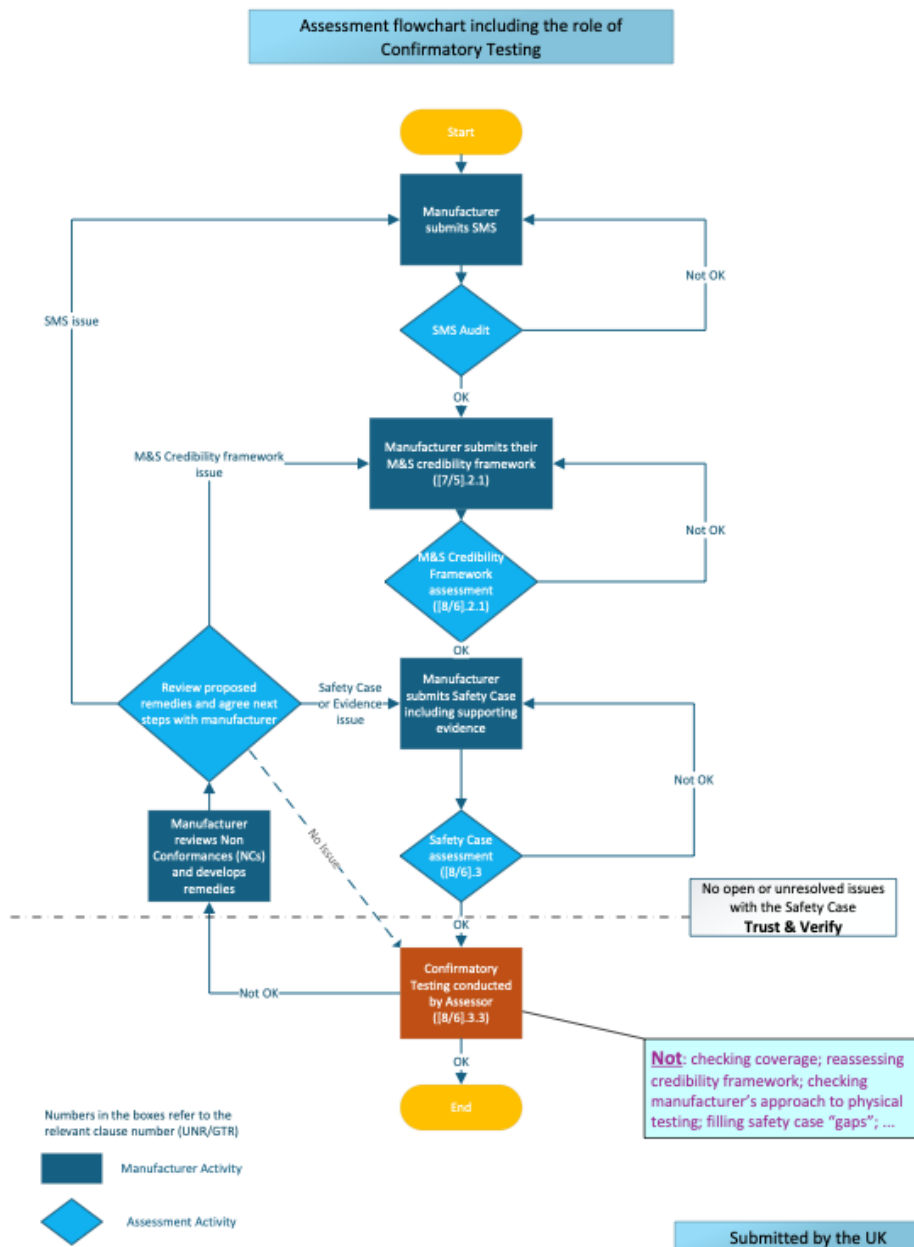 Assessment flowchart including the role of
Confirmatory Testing
Start
Manufacturer
submits SMS
Not OK
SMS issue
SMS Audit
OK
M&S Credibility framework
issue
Manufacturer submits their
M&S credibility framework
([7/5].2.1)
Not OK
M&S Credibility
Framework
assessment
([8/6].2.1)
OK
Review proposed
remedies and agree next
steps with manufacturer
Safety Case
or Evidence
issue
Manufacturer
submits Safety Case
including supporting
evidence
Not OK
Manufacturer
reviews Non
Conformances (NCs)
and develops
remedies
No Issue
Safety Case
assessment
([8/6].3
No open or unresolved issues
with the Safety Case
Trust & Verify
OK
Not OK
Confirmatory
Testing conducted
by Assessor
([8/6].3.3)
OK
Not: checking coverage; reassessing
credibility framework; checking
manufacturer's approach to physical
testing; filling safety case "gaps"; ...
End
Numbers in the boxes refer to the
relevant clause number (UNR/GTR)
Manufacturer Activity
Assessment Activity
Submitted by the UK